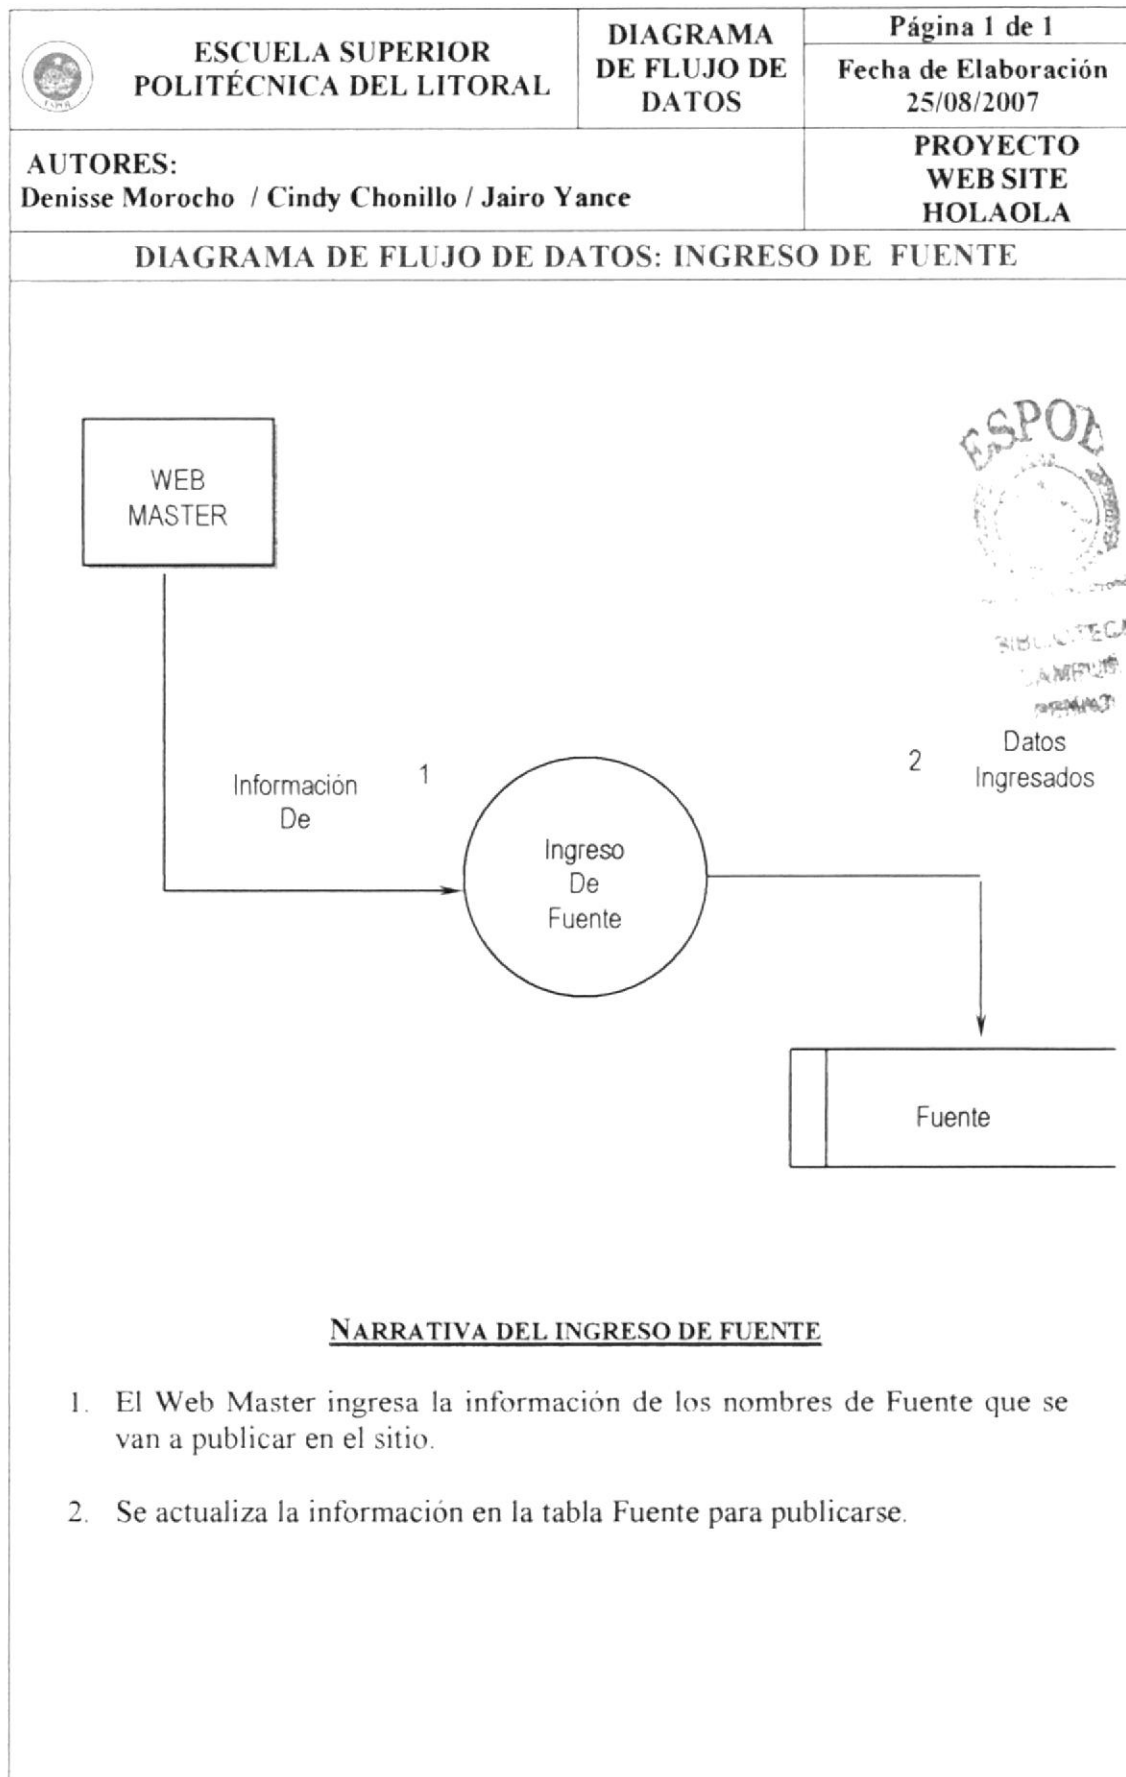 ESCUELA SUPERIOR
POLITÉCNICA DEL LITORAL
ESPOL
DIAGRAMA
DE FLUJO DE
DATOS
Página 1 de 1
Fecha de Elaboración
25/08/2007
AUTORES:
Denisse Morocho / Cindy Chonillo / Jairo Yance
PROYECTO
WEB SITE
HOLAOLA
DIAGRAMA DE FLUJO DE DATOS: INGRESO DE FUENTE
WEB
MASTER
ESPOL
BIBLIOTECA
CAMPUS
Información
De
1
Ingreso
De
Fuente
2
Datos
Ingresados
Fuente
NARRATIVA DEL INGRESO DE FUENTE
1. El Web Master ingresa la información de los nombres de Fuente que se
van a publicar en el sitio.
2. Se actualiza la información en la tabla Fuente para publicarse.